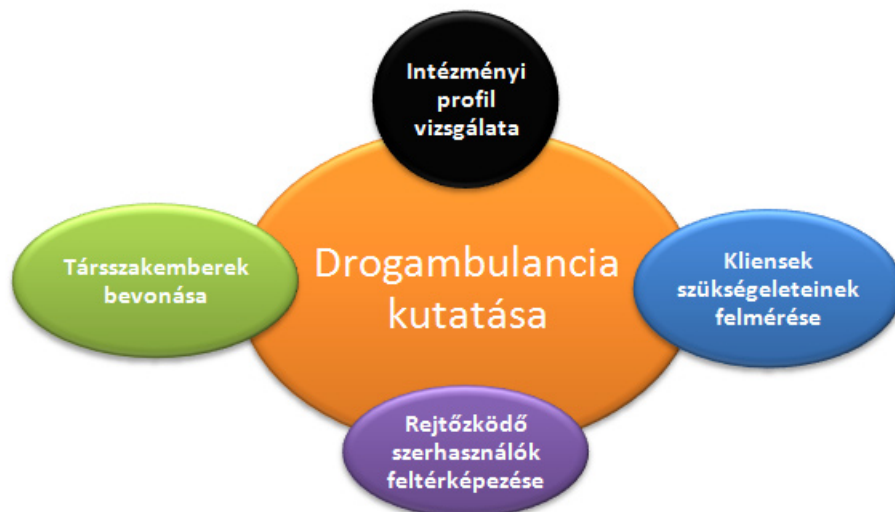 Intézményi
profil
vizsgálata
Társszakemberek
bevonása
Drogambulancia
kutatása
Kliensek
szükségeleteinek
felmérése
Rejtőzködő
szerhasználók
feltérképezése